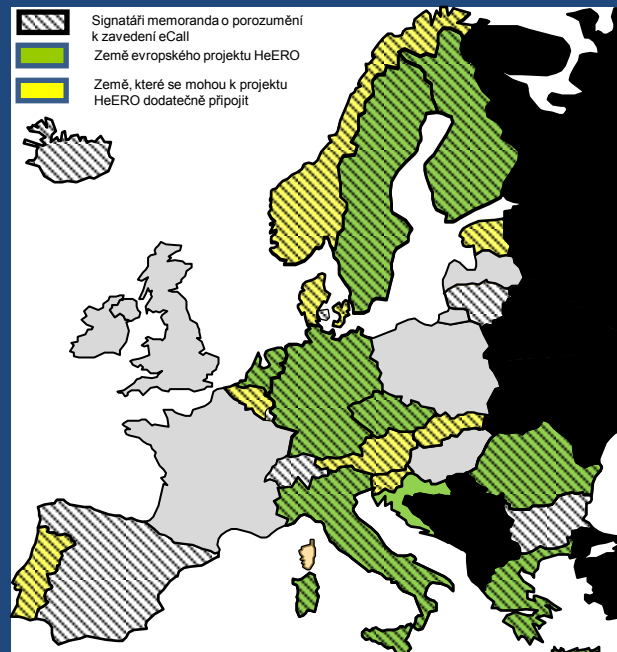 Signatáři memoranda o porozumění
k zavedení eCall
Země evropského projektu HeERO
Země, které se mohou k projektu
HeERO dodatečně připojit